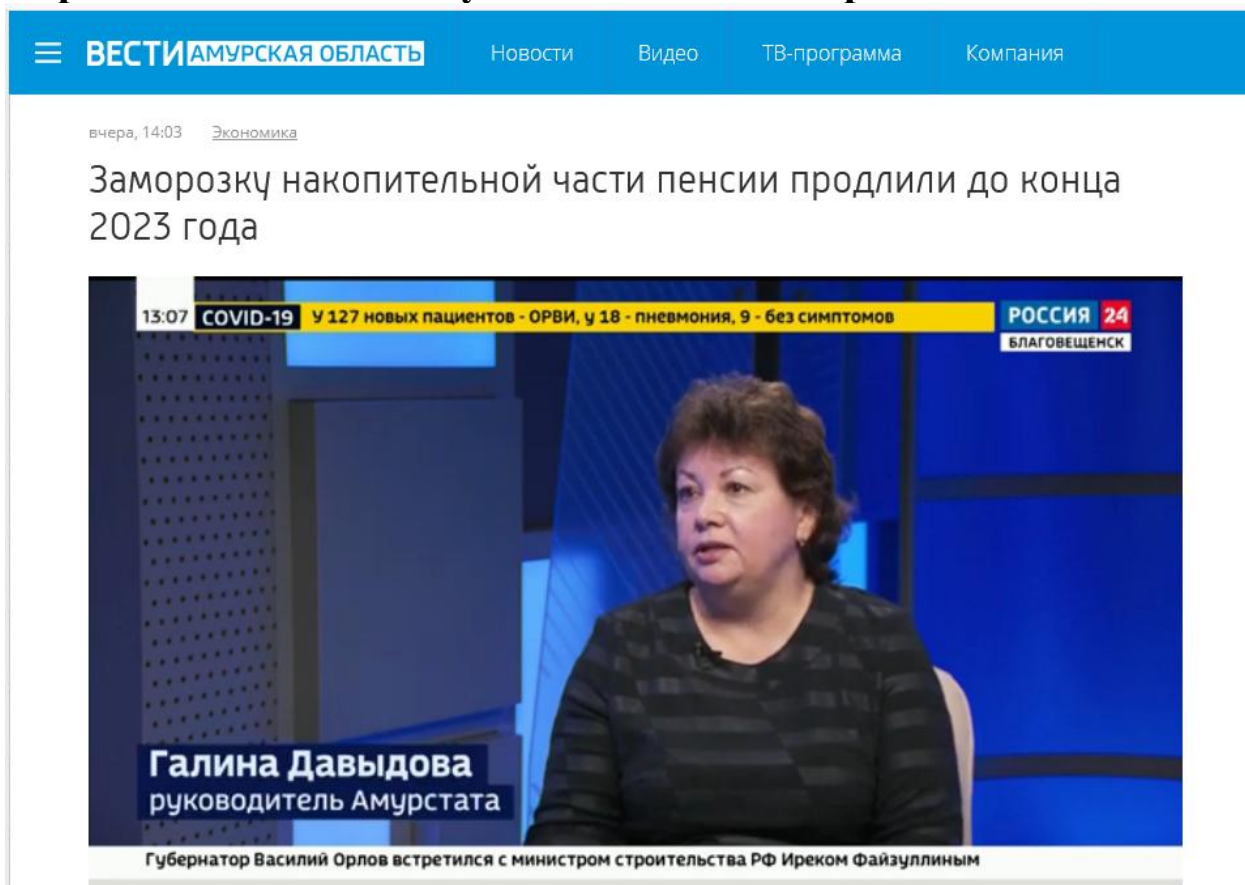 ВЕСТИ АМУРСКАЯ ОБЛАСТЬ Новости Видео ТВ-программа Компания
вчера, 14:03 Экономика
Заморозку накопительной части пенсии продлили до конца
2023 года
13:07 COVID-19 У 127 новых пациентов - ОРВИ, у 18 - пневмония, 9 - без симптомов
РОССИЯ 24
БЛАГОВЕЩЕНСК
Галина Давыдова
руководитель Амурстата
Губернатор Василий Орлов встретился с министром строительства РФ Иреком Файзуллиным